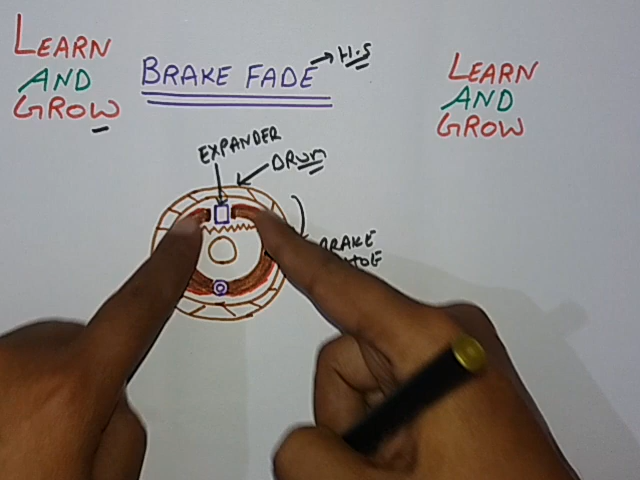 LEARN
AND
GROW
BRAKE FADE
H.S
LEARN
AND
GROW
EXPANDER
DRUM
BRAKE